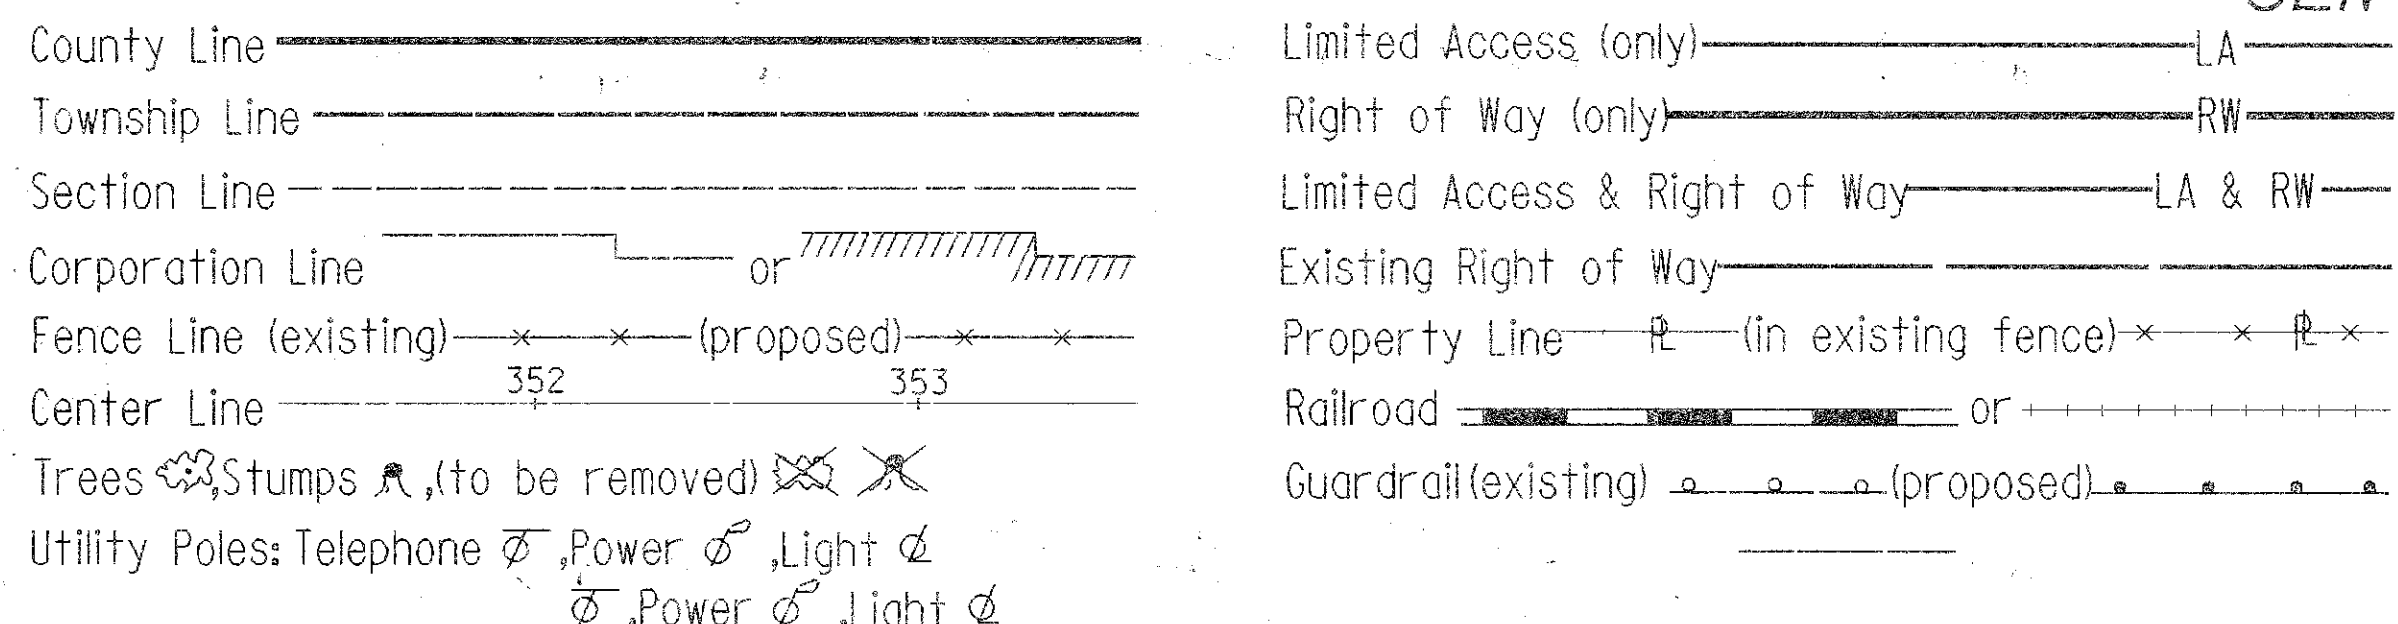 County Line
Township Line
Section Line
Corporation Line or
Fence Line (existing) (proposed)
352 353
Center Line
Trees ,Stumps ,(to be removed)
Utility Poles: Telephone ,Power ,Light
,Power ,Light
Limited Access (only) LA
Right of Way (only) RW
Limited Access & Right of Way LA & RW
Existing Right of Way
Property Line PL (in existing fence) PL
Railroad or
Guardrail (existing) (proposed)